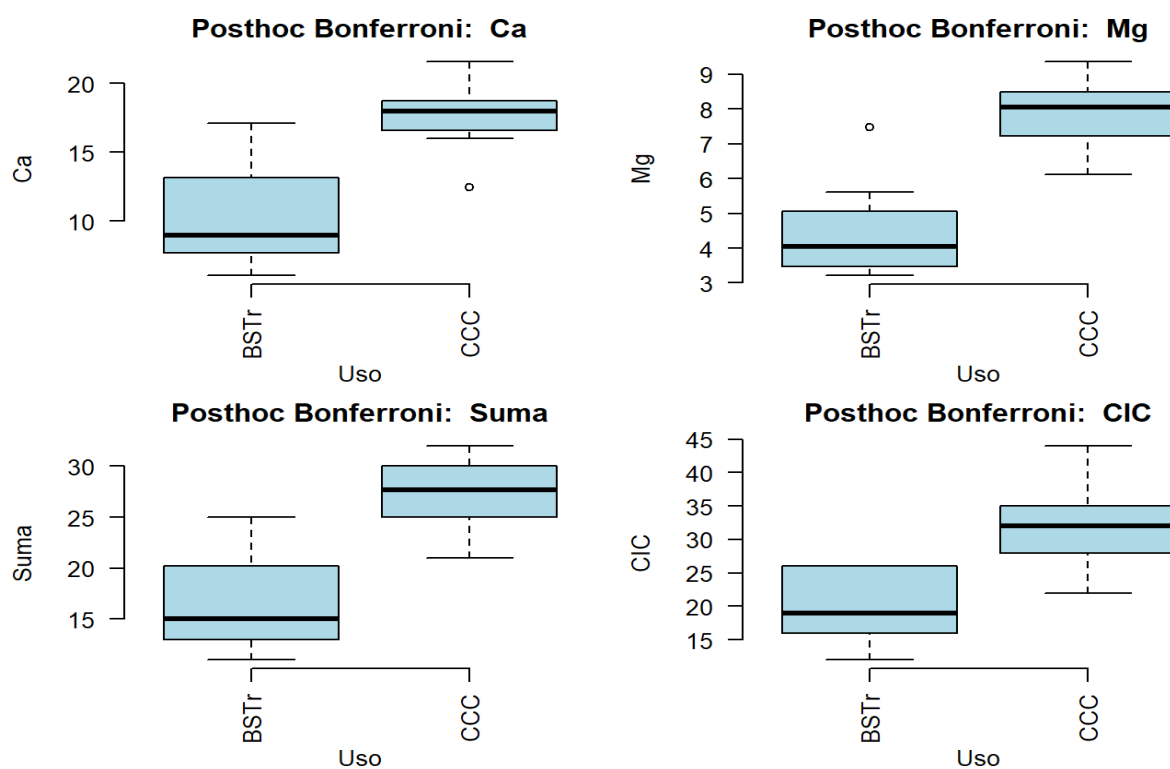 Posthoc Bonferroni:  Ca
Ca
20
15
10
BSTr
CCC
Uso
Posthoc Bonferroni:  Mg
Mg
9
8
7
6
5
4
3
BSTr
CCC
Uso
Posthoc Bonferroni:  Suma
Suma
30
25
20
15
BSTr
CCC
Uso
Posthoc Bonferroni:  CIC
CIC
45
40
35
30
25
20
15
BSTr
CCC
Uso